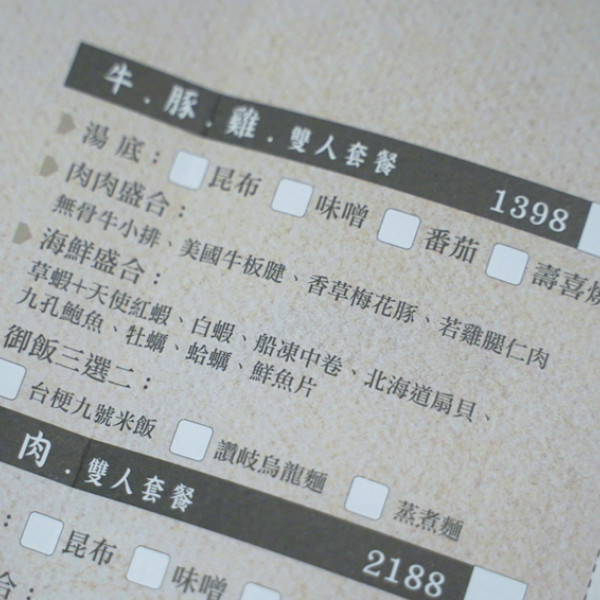 牛.豚.雞.雙人套餐 1398
湯底：昆布 味噌 番茄 壽喜燒
肉肉盛合：
無骨牛小排、美國牛板腱、香草梅花豚、若雞腿仁肉
海鮮盛合：
草蝦+天使紅蝦、白蝦、船凍中卷、北海道扇貝、
九孔鮑魚、牡蠣、蛤蠣、鮮魚片
御飯三選二：
台梗九號米飯 讚岐烏龍麵 蒸煮麵
肉.雙人套餐 2188
：昆布 味噌
合：